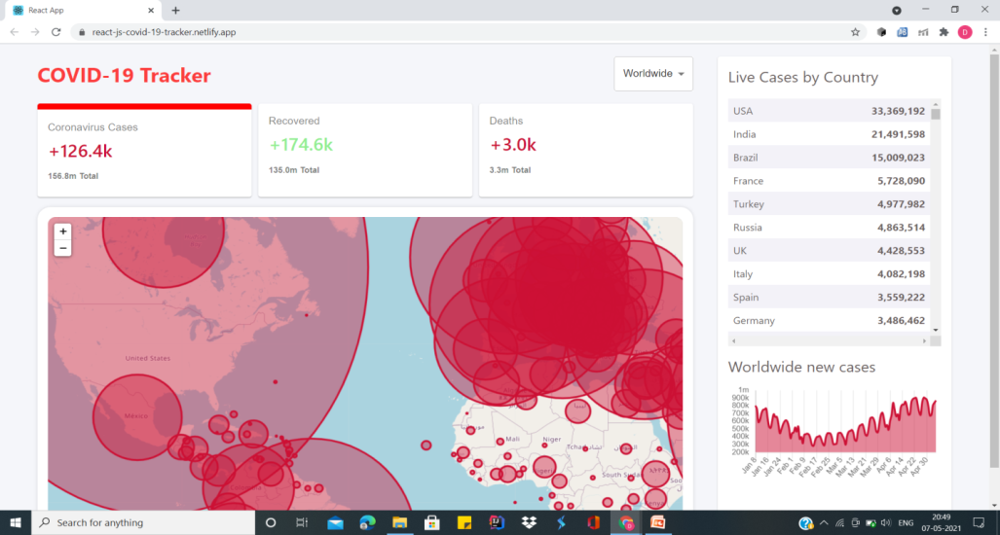 React App
react-js-covid-19-tracker.netlify.app
D
COVID-19 Tracker
Worldwide
Coronavirus Cases
+126.4k
156.8m Total
Recovered
+174.6k
135.0m Total
Deaths
+3.0k
3.3m Total
+
−
United States
México
Mali
Niger
South Suda
Live Cases by Country
USA 33,369,192
India 21,491,598
Brazil 15,009,023
France 5,728,090
Turkey 4,977,982
Russia 4,863,514
UK 4,428,553
Italy 4,082,198
Spain 3,559,222
Germany 3,486,462
Worldwide new cases
1m
900k
800k
700k
600k
500k
400k
300k
200k
Jan 8
Jan 16
Jan 24
Feb 1
Feb 9
Feb 17
Feb 25
Mar 5
Mar 13
Mar 21
Mar 29
Apr 6
Apr 14
Apr 22
Apr 30
Search for anything
ENG
20:49
07-05-2021